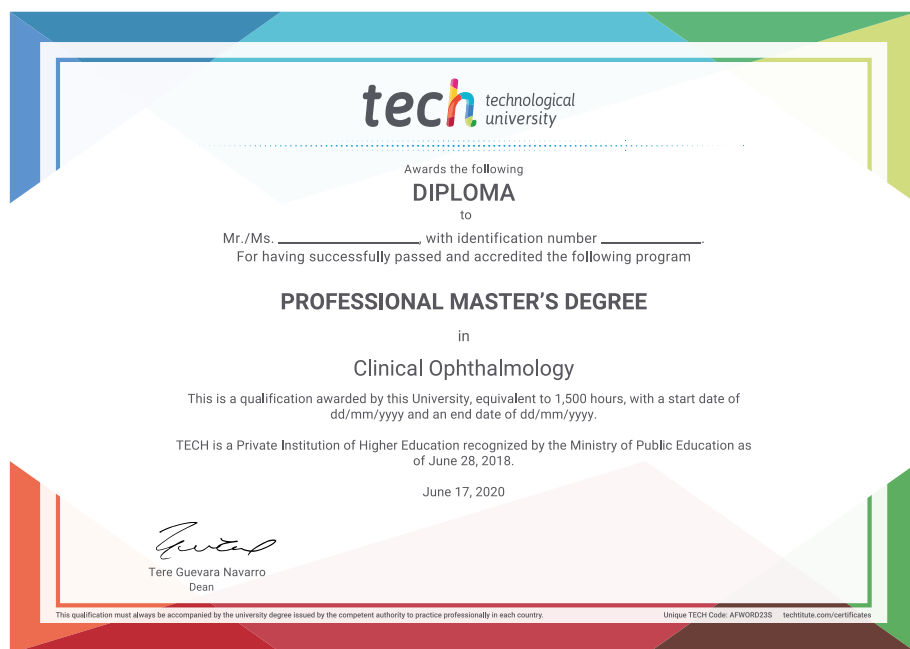 tech technological
university
Awards the following
DIPLOMA
to
Mr./Ms. , with identification number .
For having successfully passed and accredited the following program
PROFESSIONAL MASTER'S DEGREE
in
Clinical Ophthalmology
This is a qualification awarded by this University, equivalent to 1,500 hours, with a start date of
dd/mm/yyyy and an end date of dd/mm/yyyy.
TECH is a Private Institution of Higher Education recognized by the Ministry of Public Education as
of June 28, 2018.
June 17, 2020
Tere Guevara Navarro
Dean
This qualification must always be accompanied by the university degree issued by the competent authority to practice professionally in each country. Unique TECH Code: AFWORD23S techtitute.com/certificates